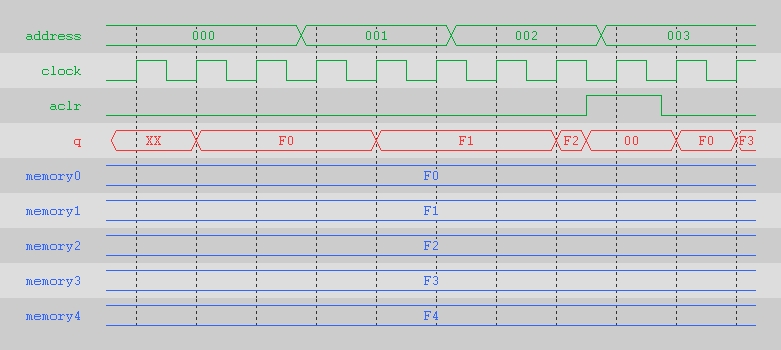 address 000 001 002 003
clock
aclr
q XX F0 F1 F2 00 F0 F3
memory0 F0
memory1 F1
memory2 F2
memory3 F3
memory4 F4